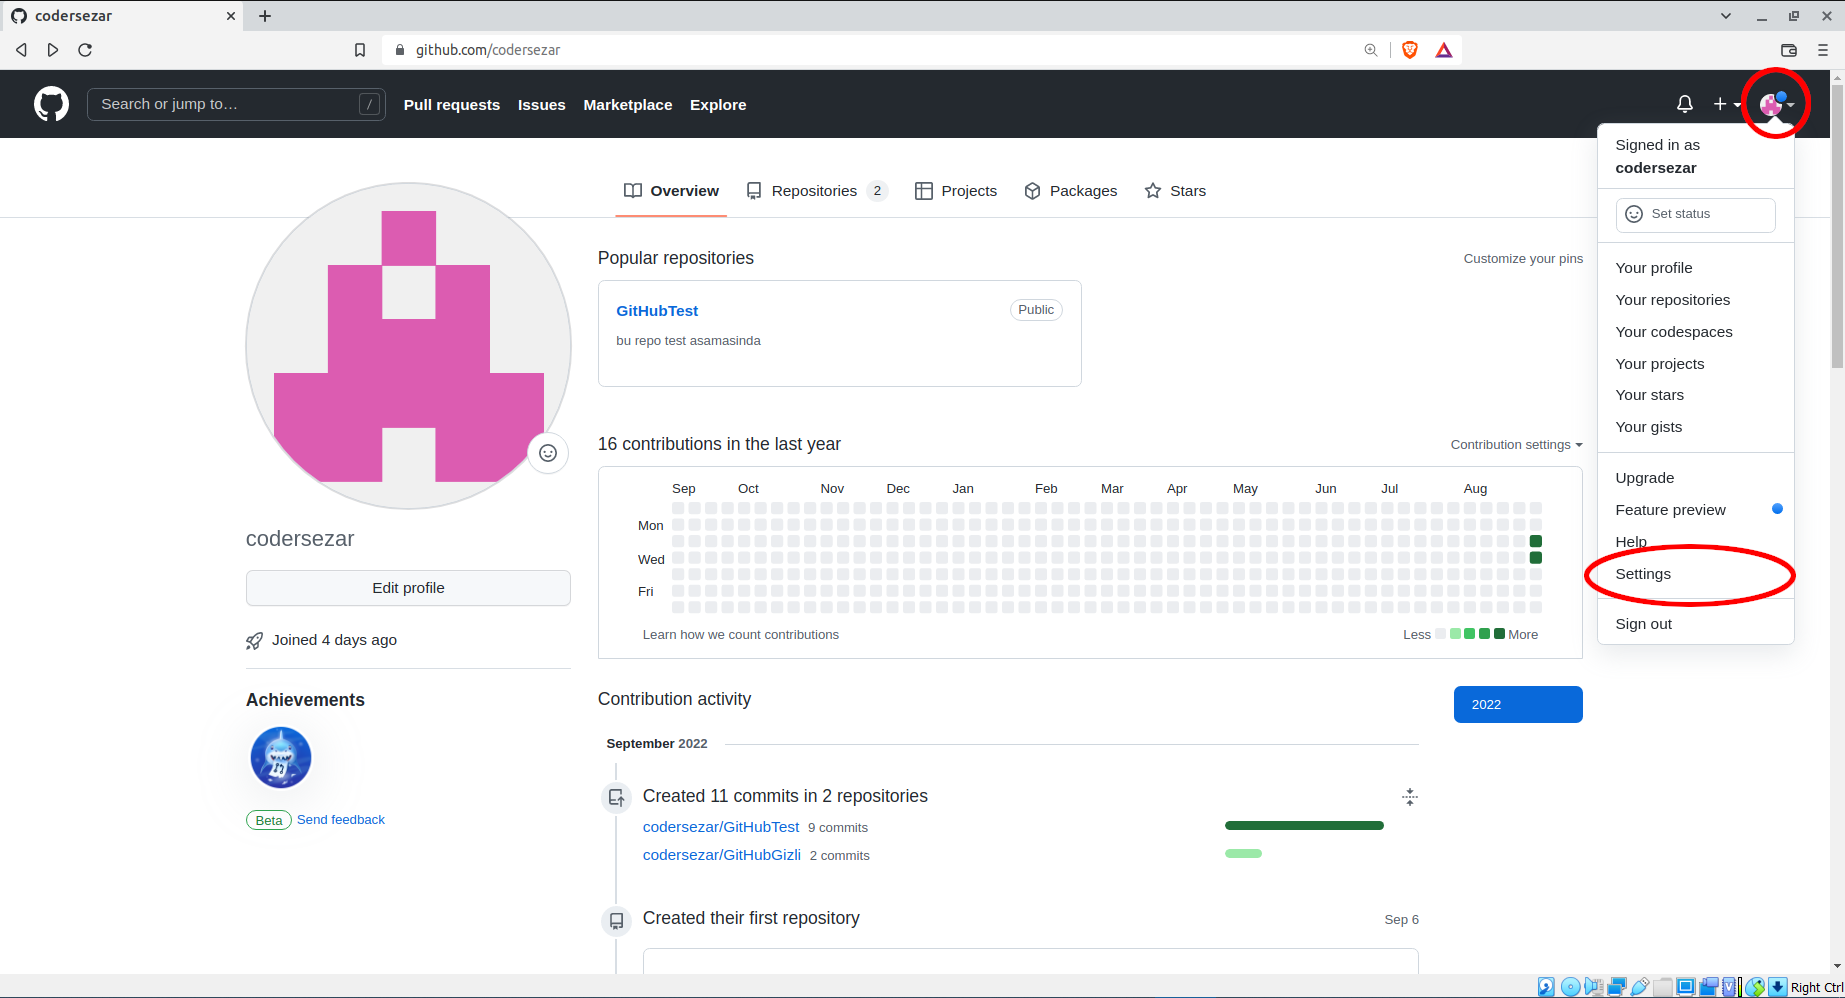 codersezar
github.com/codersezar
Search or jump to…
/
Pull requests
Issues
Marketplace
Explore
Signed in as
codersezar
Set status
Your profile
Your repositories
Your codespaces
Your projects
Your stars
Your gists
Upgrade
Feature preview
Help
Settings
Sign out
Overview
Repositories 2
Projects
Packages
Stars
Popular repositories
Customize your pins
GitHubTest
Public
bu repo test asamasinda
16 contributions in the last year
Contribution settings
Sep Oct Nov Dec Jan Feb Mar Apr May Jun Jul Aug
Mon
Wed
Fri
Learn how we count contributions
Less More
codersezar
Edit profile
Joined 4 days ago
Achievements
Beta Send feedback
Contribution activity
2022
September 2022
Created 11 commits in 2 repositories
codersezar/GitHubTest 9 commits
codersezar/GitHubGizli 2 commits
Created their first repository
Sep 6
Right Ctrl